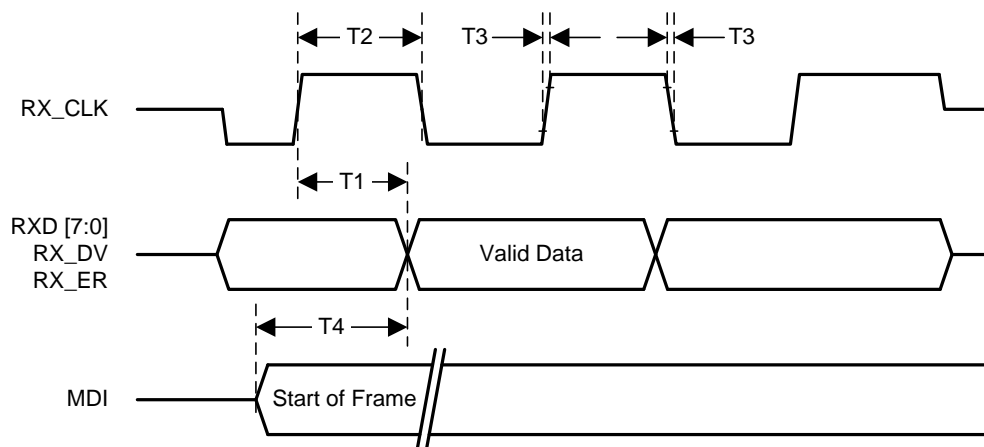 T2
T3
T3
RX_CLK
T1
RXD [7:0]
RX_DV
RX_ER
Valid Data
T4
MDI
Start of Frame